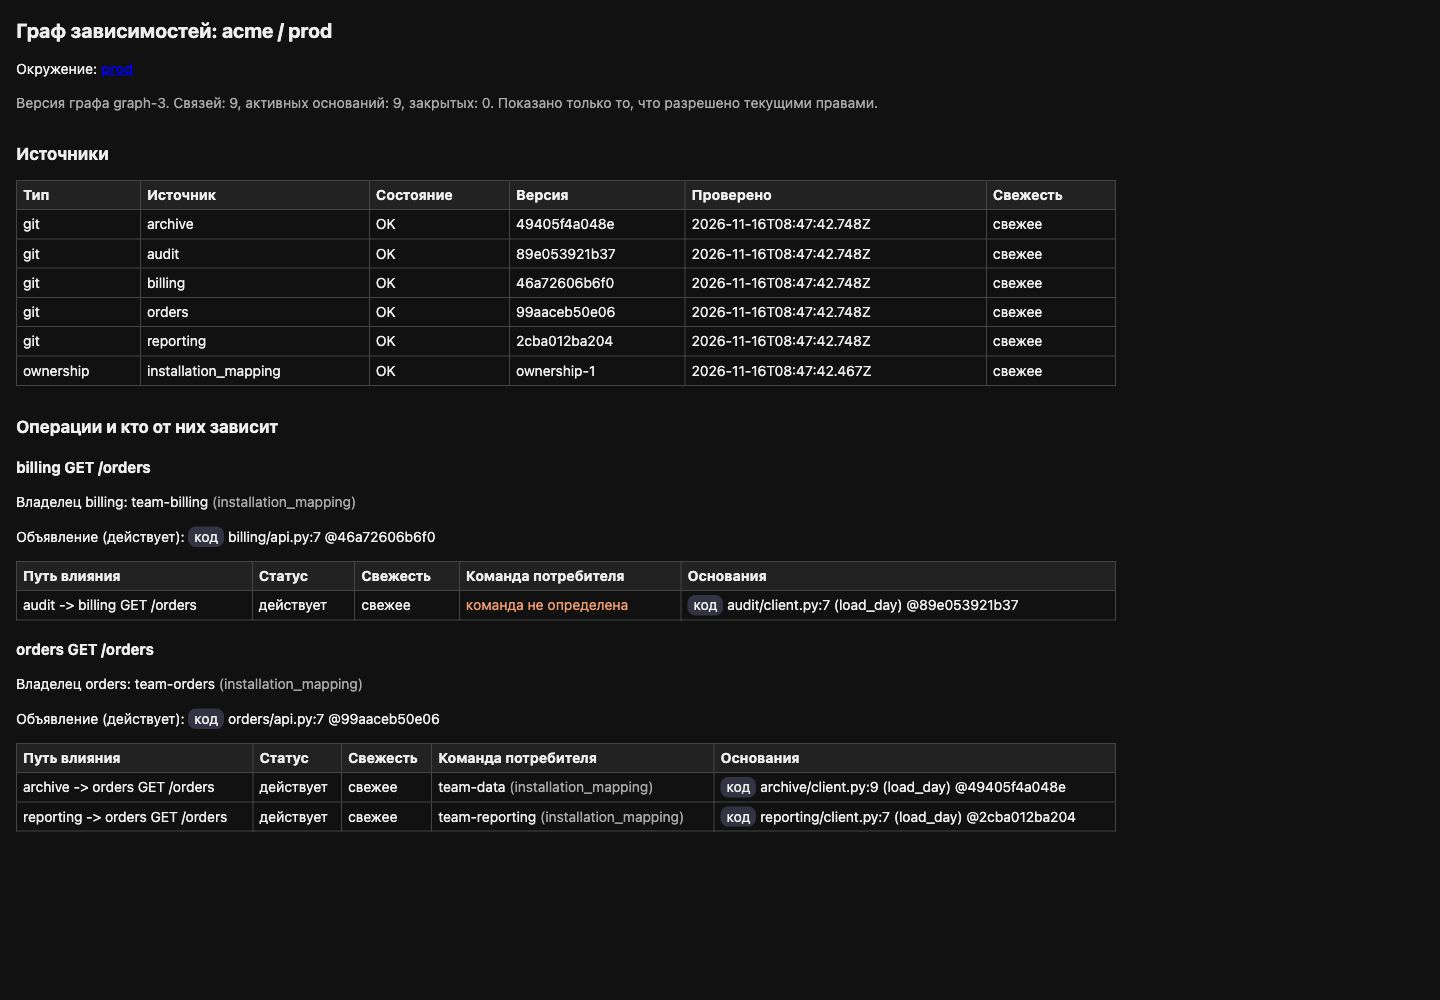 Граф зависимостей: acme / prod
Окружение: prod
Версия графа graph-3. Связей: 9, активных оснований: 9, закрытых: 0. Показано только то, что разрешено текущими правами.
Источники
Тип Источник Состояние Версия Проверено Свежесть
git archive OK 49405f4a048e 2026-11-16T08:47:42.748Z свежее
git audit OK 89e053921b37 2026-11-16T08:47:42.748Z свежее
git billing OK 46a72606b6f0 2026-11-16T08:47:42.748Z свежее
git orders OK 99aaceb50e06 2026-11-16T08:47:42.748Z свежее
git reporting OK 2cba012ba204 2026-11-16T08:47:42.748Z свежее
ownership installation_mapping OK ownership-1 2026-11-16T08:47:42.467Z свежее
Операции и кто от них зависит
billing GET /orders
Владелец billing: team-billing (installation_mapping)
Объявление (действует): код billing/api.py:7 @46a72606b6f0
Путь влияния Статус Свежесть Команда потребителя Основания
audit -> billing GET /orders действует свежее команда не определена код audit/client.py:7 (load_day) @89e053921b37
orders GET /orders
Владелец orders: team-orders (installation_mapping)
Объявление (действует): код orders/api.py:7 @99aaceb50e06
Путь влияния Статус Свежесть Команда потребителя Основания
archive -> orders GET /orders действует свежее team-data (installation_mapping) код archive/client.py:9 (load_day) @49405f4a048e
reporting -> orders GET /orders действует свежее team-reporting (installation_mapping) код reporting/client.py:7 (load_day) @2cba012ba204